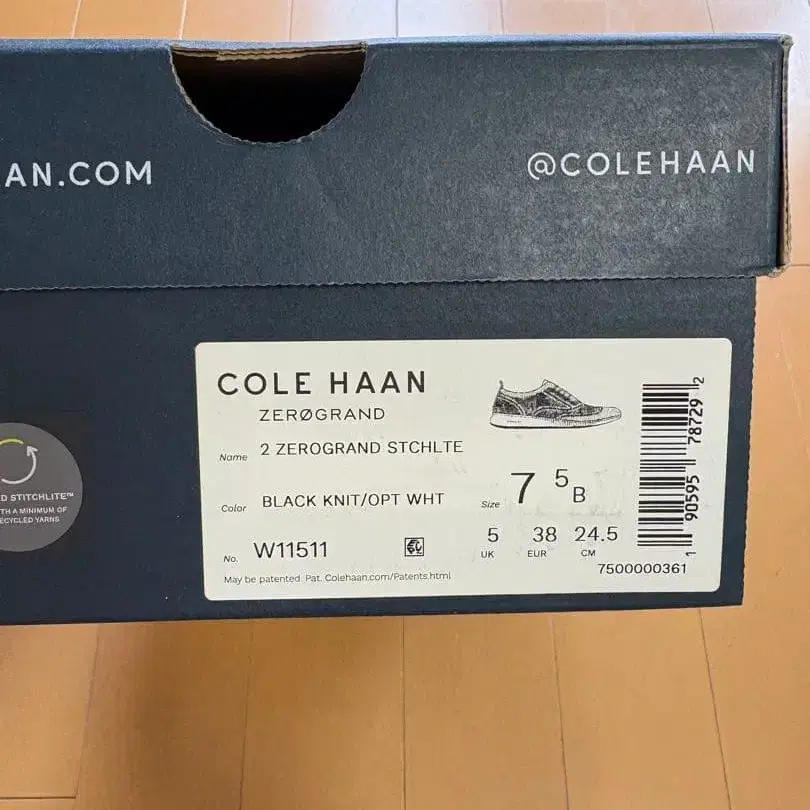 AN.COM
@COLEHAAN
COLE HAAN
ZERØGRAND
Name 2 ZEROGRAND STCHLTE
Color BLACK KNIT/OPT WHT
Size 7 5 B
No. W11511
5 38 24.5
UK EUR CM
May be patented. Pat. Colehaan.com/Patents.html
7500000361
1 90595 78729 2
D STITCHLITE™
TH A MINIMUM OF
ECYCLED YARNS